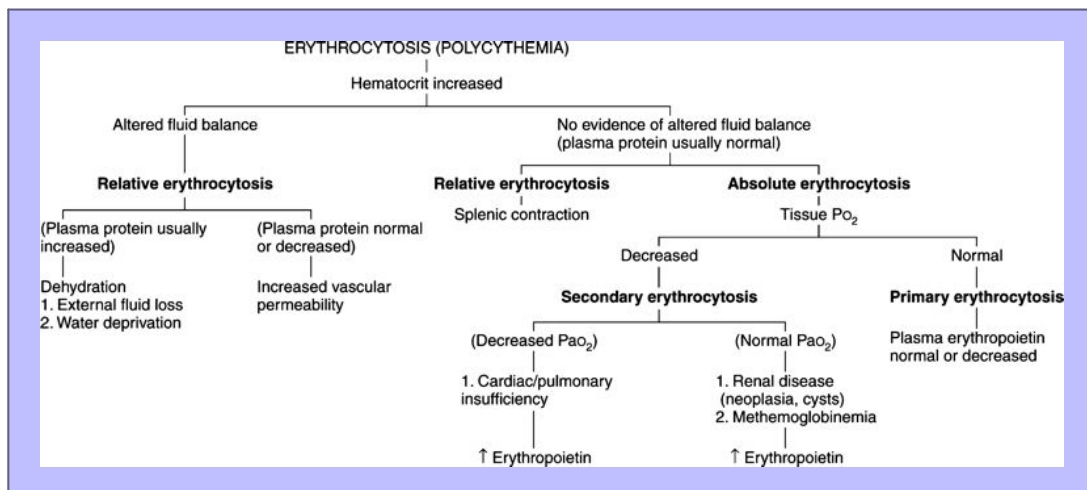 ERYTHROCYTOSIS (POLYCYTHEMIA)
Hematocrit increased
Altered fluid balance
No evidence of altered fluid balance
(plasma protein usually normal)
Relative erythrocytosis
Relative erythrocytosis
Absolute erythrocytosis
(Plasma protein usually
increased)
(Plasma protein normal
or decreased)
Splenic contraction
Tissue PO₂
Decreased
Normal
Dehydration
1. External fluid loss
2. Water deprivation
Increased vascular
permeability
Secondary erythrocytosis
Primary erythrocytosis
(Decreased PaO₂)
(Normal PaO₂)
Plasma erythropoietin
normal or decreased
1. Cardiac/pulmonary
insufficiency
1. Renal disease
(neoplasia, cysts)
2. Methemoglobinemia
↑ Erythropoietin
↑ Erythropoietin